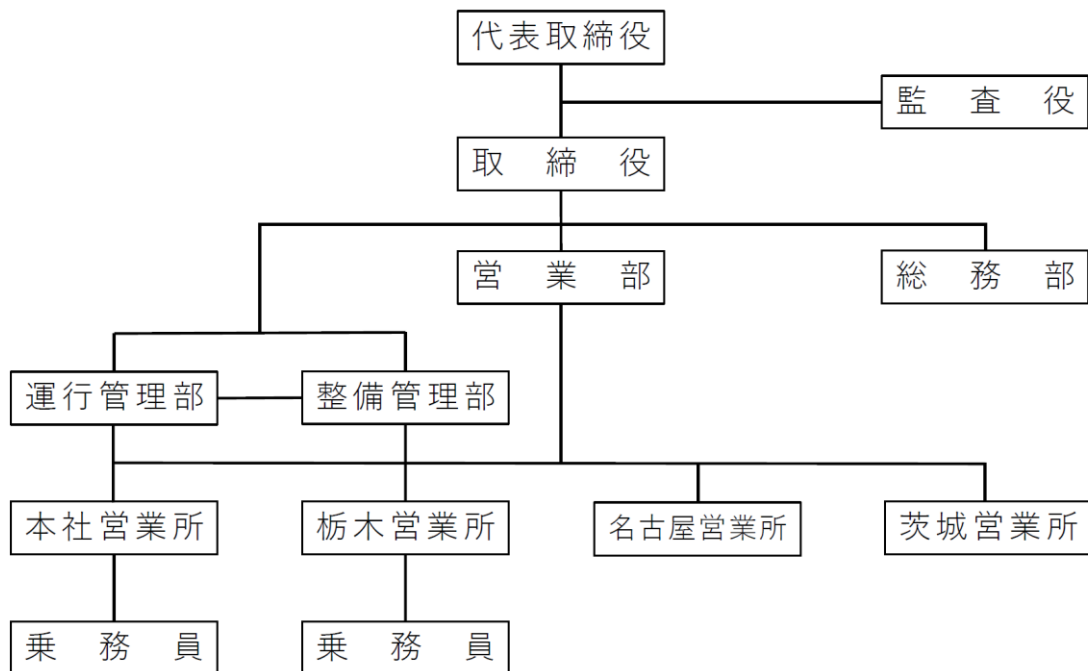 代表取締役
監査役
取締役
営業部
総務部
運行管理部
整備管理部
本社営業所
栃木営業所
名古屋営業所
茨城営業所
乗務員
乗務員